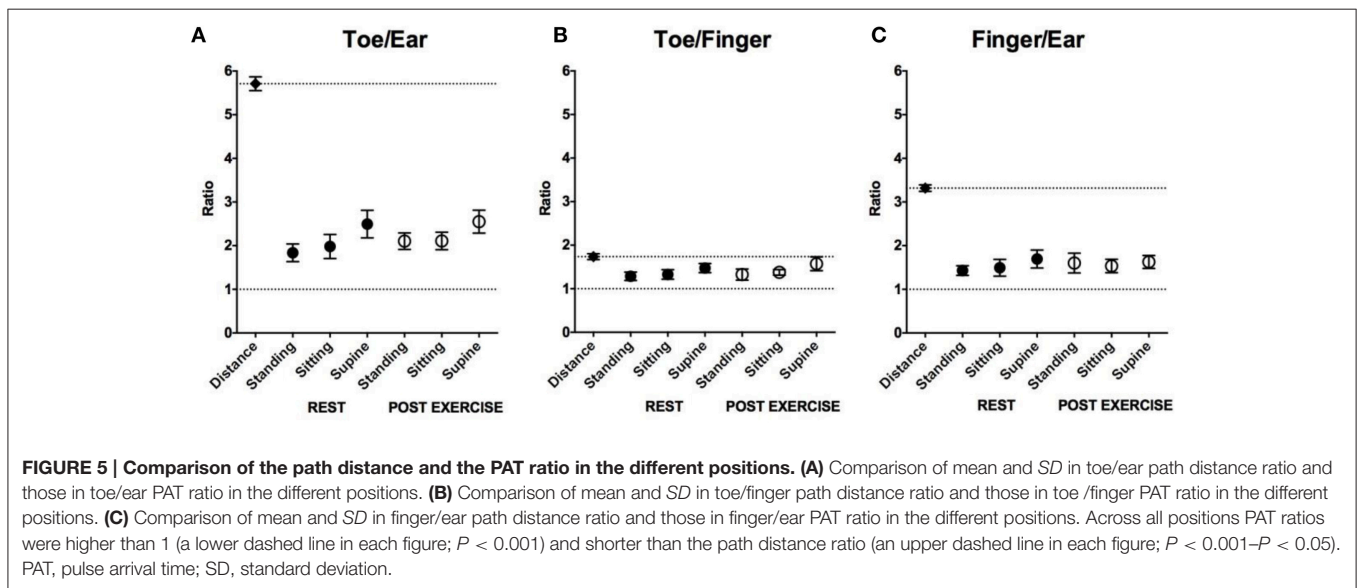 A Toe/Ear
B Toe/Finger
C Finger/Ear
Ratio
6
5
4
3
2
1
0
Distance
Standing
Sitting
Supine
Standing
Sitting
Supine
REST POST EXERCISE
Ratio
6
5
4
3
2
1
0
Distance
Standing
Sitting
Supine
Standing
Sitting
Supine
REST POST EXERCISE
Ratio
6
5
4
3
2
1
0
Distance
Standing
Sitting
Supine
Standing
Sitting
Supine
REST POST EXERCISE
FIGURE 5 | Comparison of the path distance and the PAT ratio in the different positions. (A) Comparison of mean and SD in toe/ear path distance ratio and
those in toe/ear PAT ratio in the different positions. (B) Comparison of mean and SD in toe/finger path distance ratio and those in toe /finger PAT ratio in the different
positions. (C) Comparison of mean and SD in finger/ear path distance ratio and those in finger/ear PAT ratio in the different positions. Across all positions PAT ratios
were higher than 1 (a lower dashed line in each figure; P < 0.001) and shorter than the path distance ratio (an upper dashed line in each figure; P < 0.001–P < 0.05).
PAT, pulse arrival time; SD, standard deviation.